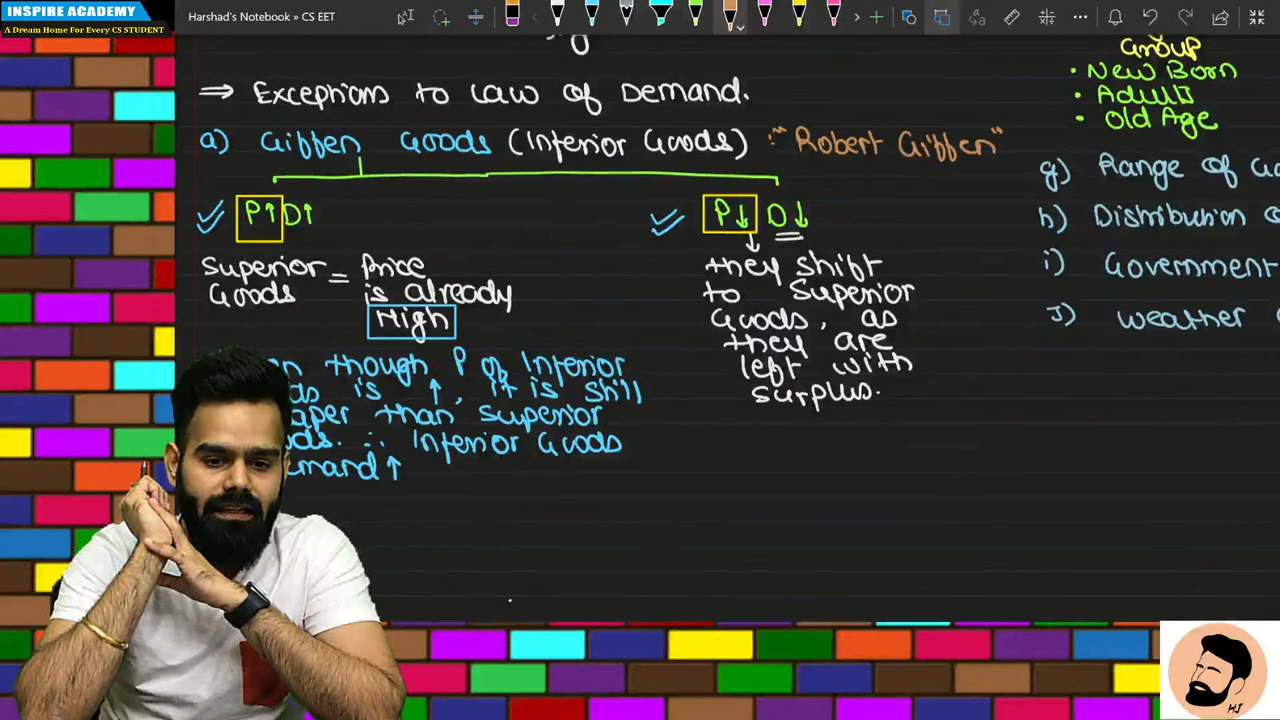 INSPIRE ACADEMY
A Dream Home For Every CS STUDENT
Harshad's Notebook » CS EET
⇒ Exceptions to Law of Demand.
a) Giffen Goods (Inferior Goods) :"Robert Giffen"
P↑ D↑
Superior Goods = Price
is already
High
though P of Inferior
is ↑, it is still
than superior
∴ Inferior Goods
↑
P↓ D↓
they shift
to superior
Goods, as
they are
left with
surplus.
Group
• New Born
• Adult
• Old Age
g) Range of
h) Distribution
i) Government
J) weather
HJ